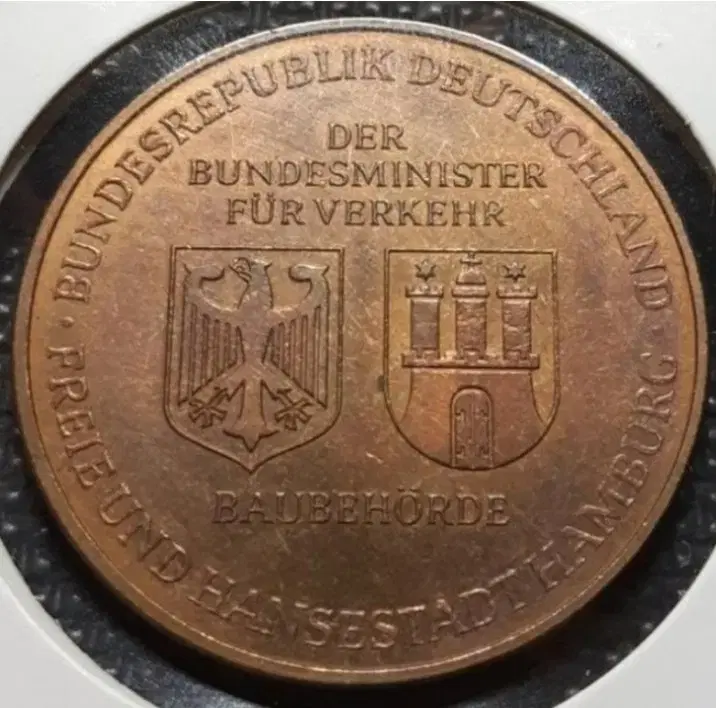 · BUNDESREPUBLIK DEUTSCHLAND ·
DER
BUNDESMINISTER
FÜR VERKEHR
BAUBEHÖRDE
FREIE UND HANSESTADT HAMBURG